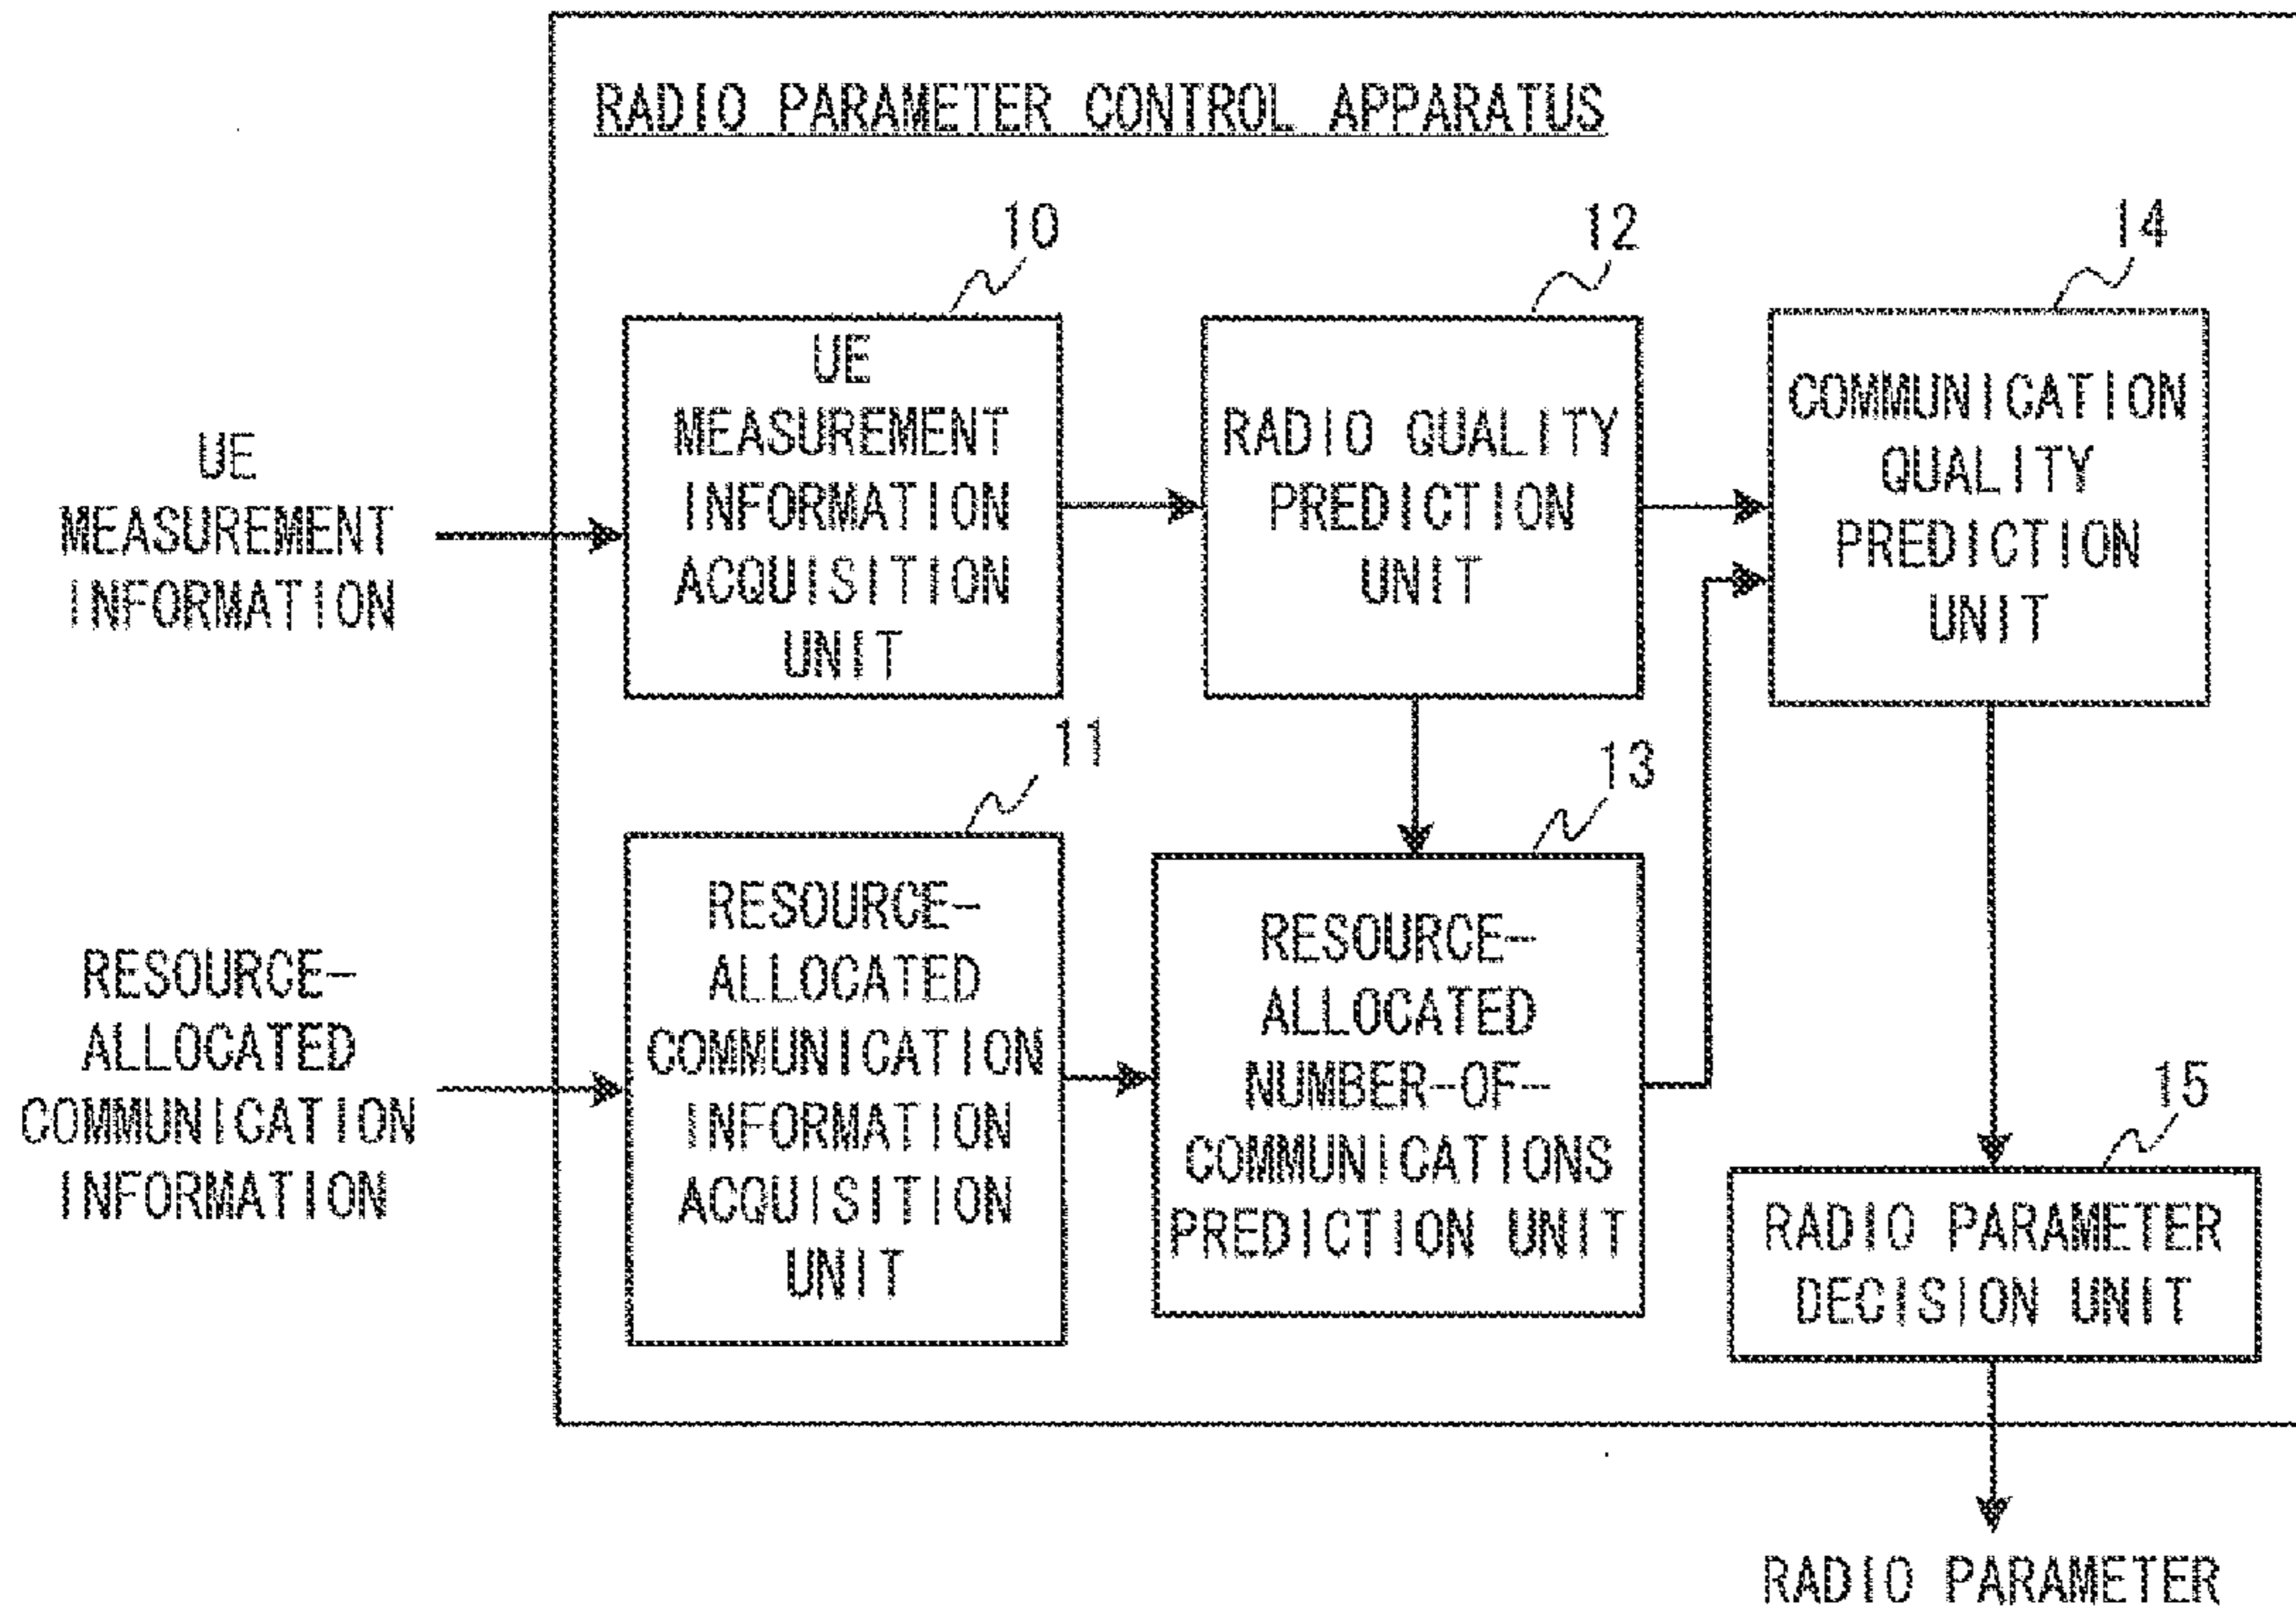 RADIO PARAMETER CONTROL APPARATUS
10
12
14
UE
MEASUREMENT
INFORMATION
UE
MEASUREMENT
INFORMATION
ACQUISITION
UNIT
RADIO QUALITY
PREDICTION
UNIT
COMMUNICATION
QUALITY
PREDICTION
UNIT
11
13
15
RESOURCE-
ALLOCATED
COMMUNICATION
INFORMATION
RESOURCE-
ALLOCATED
COMMUNICATION
INFORMATION
ACQUISITION
UNIT
RESOURCE-
ALLOCATED
NUMBER-OF-
COMMUNICATIONS
PREDICTION UNIT
RADIO PARAMETER
DECISION UNIT
RADIO PARAMETER